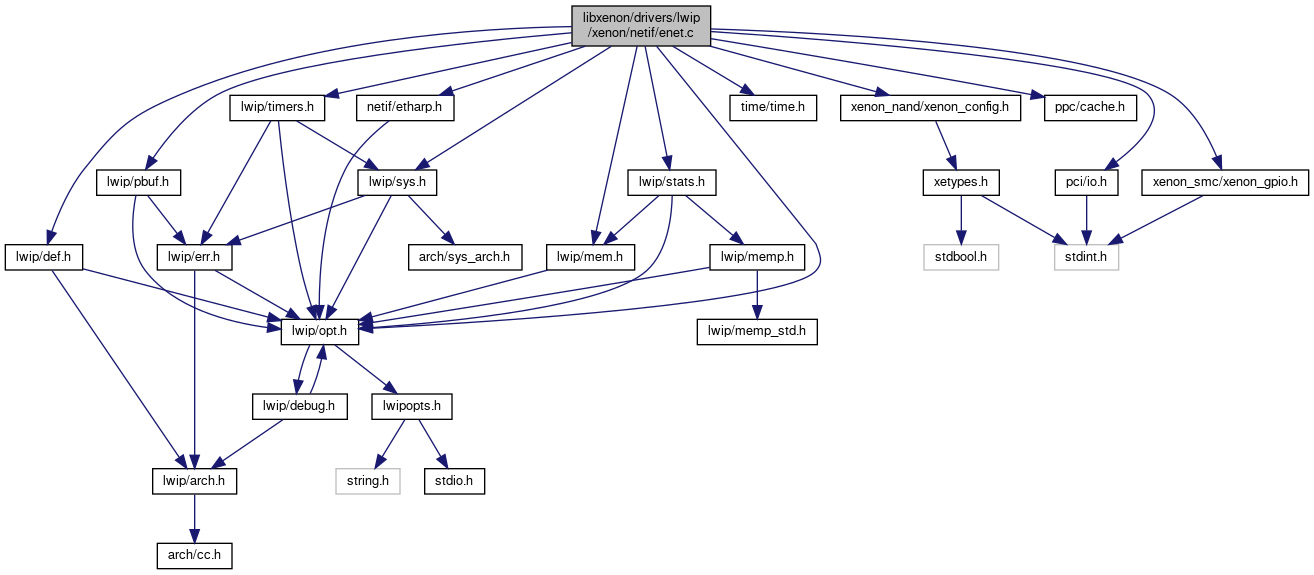 libxenon/drivers/lwip
/xenon/netif/enet.c
lwip/timers.h
netif/etharp.h
time/time.h
xenon_nand/xenon_config.h
ppc/cache.h
lwip/pbuf.h
lwip/sys.h
lwip/stats.h
xetypes.h
pci/io.h
xenon_smc/xenon_gpio.h
lwip/def.h
lwip/err.h
arch/sys_arch.h
lwip/mem.h
lwip/memp.h
stdbool.h
stdint.h
lwip/opt.h
lwip/memp_std.h
lwip/debug.h
lwipopts.h
lwip/arch.h
string.h
stdio.h
arch/cc.h